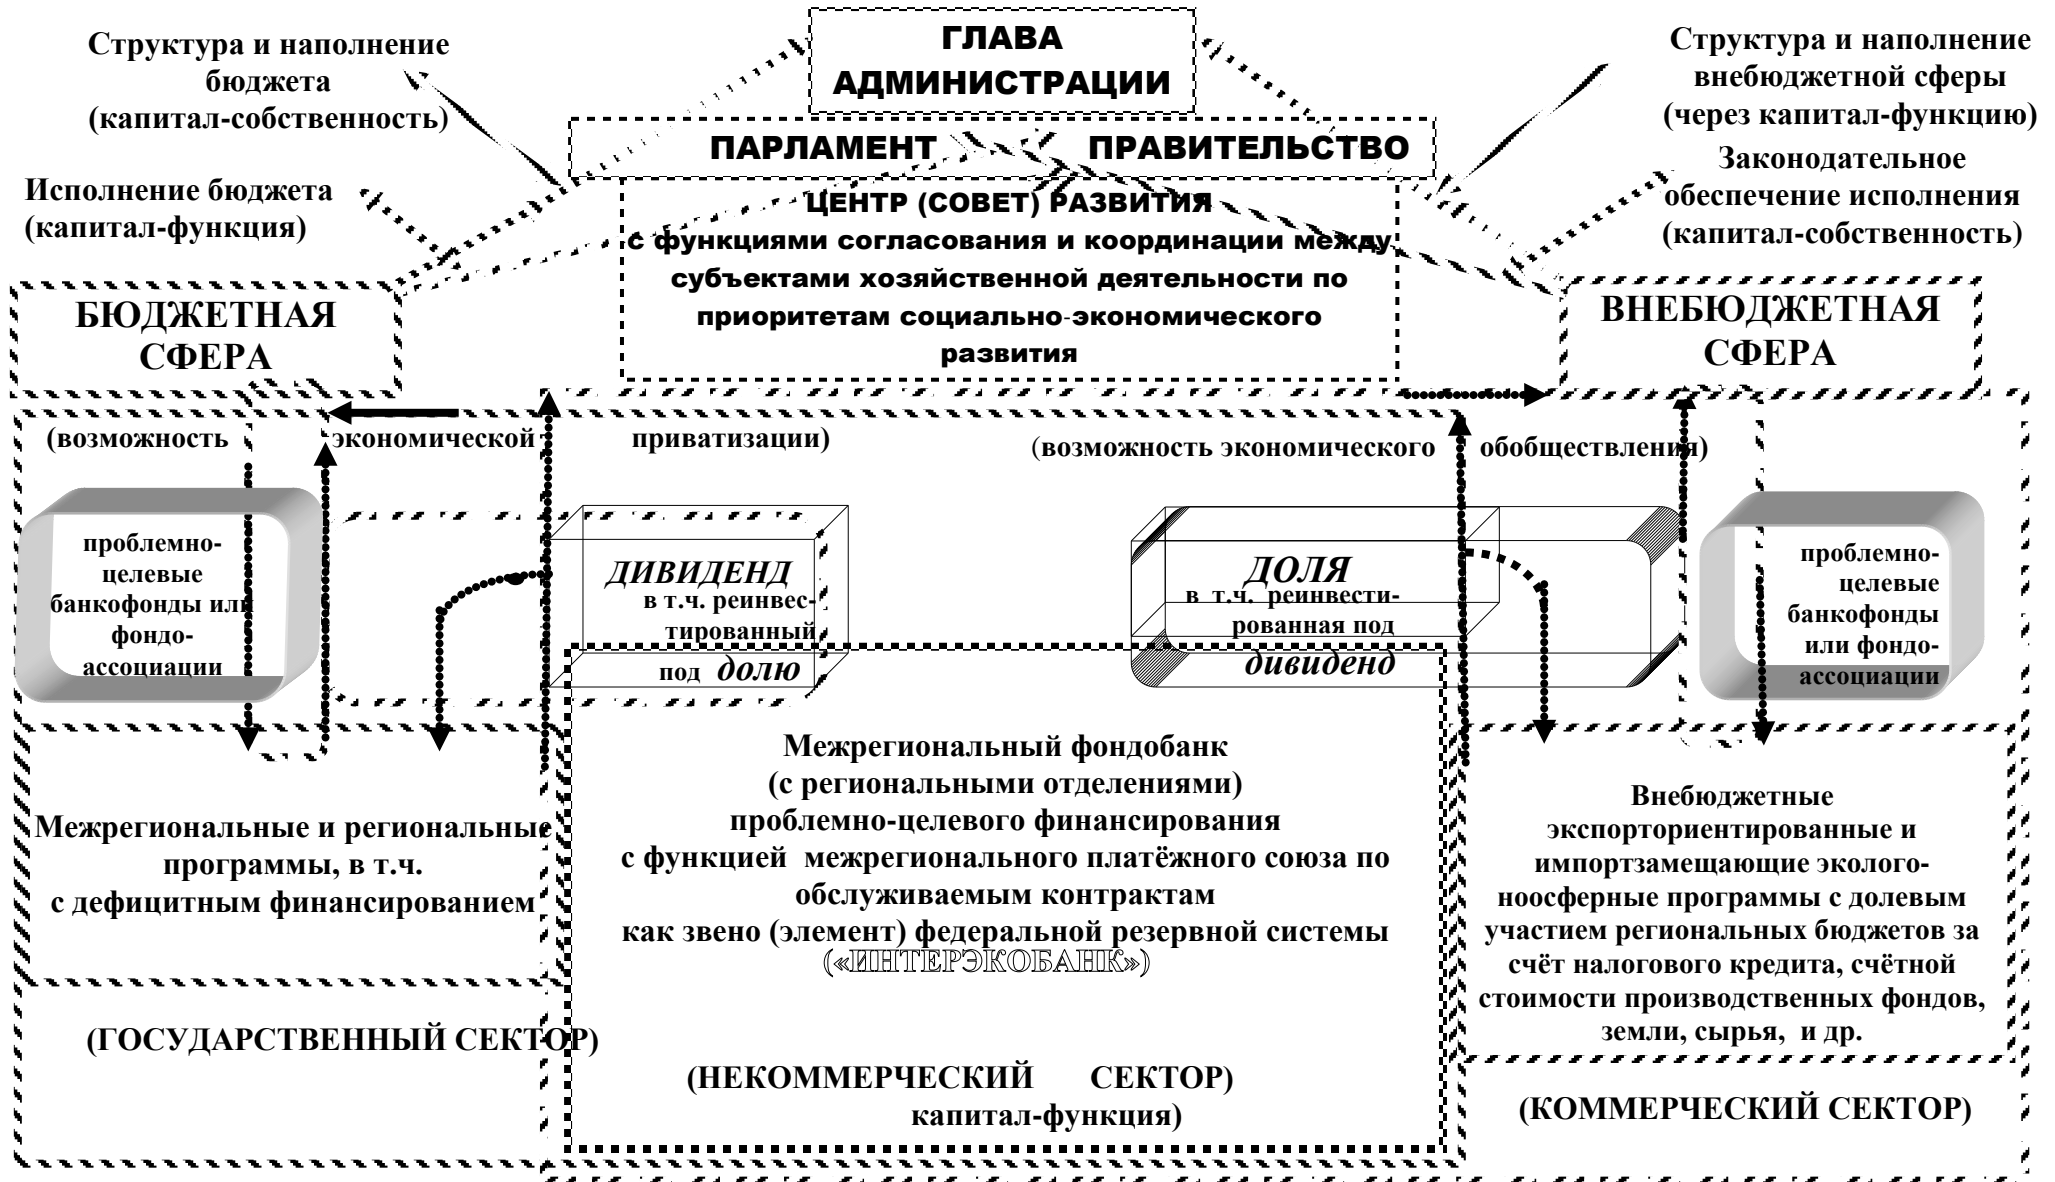 Структура и наполнение
бюджета
(капитал-собственность)
Исполнение бюджета
(капитал-функция)
ГЛАВА
АДМИНИСТРАЦИИ
ПАРЛАМЕНТ ПРАВИТЕЛЬСТВО
ЦЕНТР (СОВЕТ) РАЗВИТИЯ
с функциями согласования и координации между
субъектами хозяйственной деятельности по
приоритетам социально-экономического
развития
Структура и наполнение
внебюджетной сферы
(через капитал-функцию)
Законодательное
обеспечение исполнения
(капитал-собственность)
БЮДЖЕТНАЯ
СФЕРА
ВНЕБЮДЖЕТНАЯ
СФЕРА
(возможность экономической приватизации)
(возможность экономического обобществления)
проблемно-
целевые
банкофонды или
фондо-
ассоциации
ДИВИДЕНД
в т.ч. реинвес-
тированный
под долю
ДОЛЯ
в т.ч. реинвести-
рованная под
дивиденд
проблемно-
целевые
банкофонды
или фондо-
ассоциации
Межрегиональные и региональные
программы, в т.ч.
с дефицитным финансированием
(ГОСУДАРСТВЕННЫЙ СЕКТОР)
Межрегиональный фондобанк
(с региональными отделениями)
проблемно-целевого финансирования
с функцией межрегионального платёжного союза по
обслуживаемым контрактам
как звено (элемент) федеральной резервной системы
(«ИНТЕРЭКОБАНК»)
(НЕКОММЕРЧЕСКИЙ СЕКТОР)
капитал-функция)
Внебюджетные
экспорториентированные и
импортзамещающие эколого-
ноосферные программы с долевым
участием региональных бюджетов за
счёт налогового кредита, счётной
стоимости производственных фондов,
земли, сырья, и др.
(КОММЕРЧЕСКИЙ СЕКТОР)